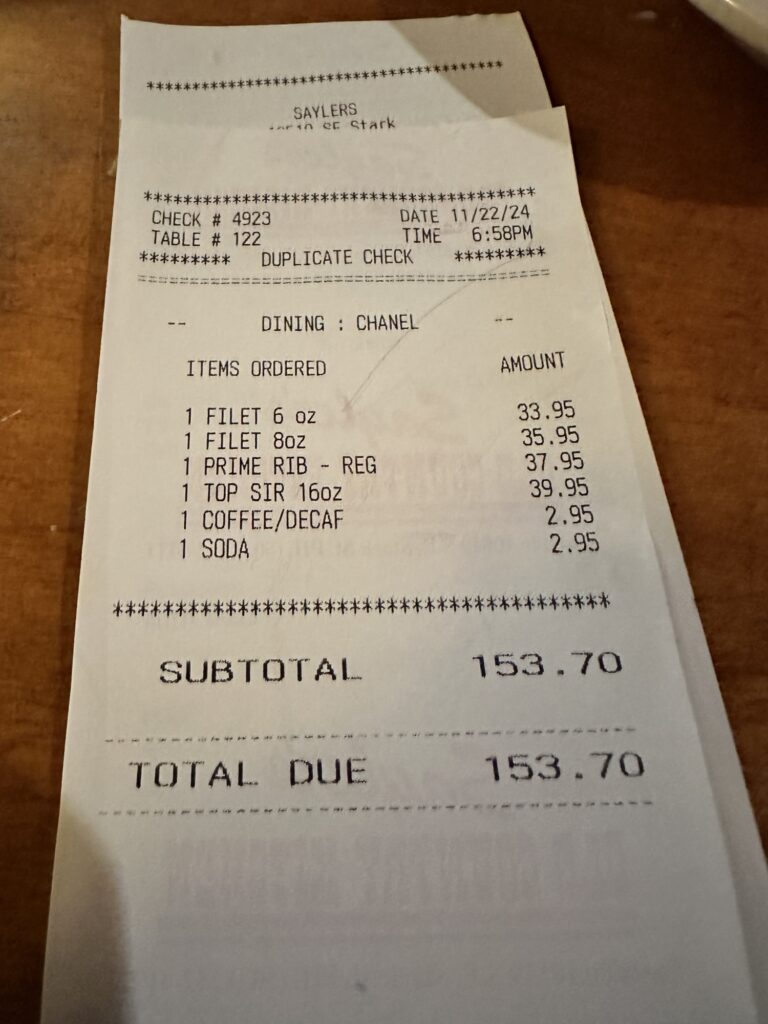 ****************************************
SAYLERS
SE Stark
****************************************
CHECK # 4923 DATE 11/22/24
TABLE # 122 TIME 6:58PM
********* DUPLICATE CHECK *********
========================================
-- DINING : CHANEL --
ITEMS ORDERED AMOUNT
1 FILET 6 oz 33.95
1 FILET 8oz 35.95
1 PRIME RIB - REG 37.95
1 TOP SIR 16oz 39.95
1 COFFEE/DECAF 2.95
1 SODA 2.95
****************************************
SUBTOTAL 153.70
----------------------------------------
TOTAL DUE 153.70
----------------------------------------